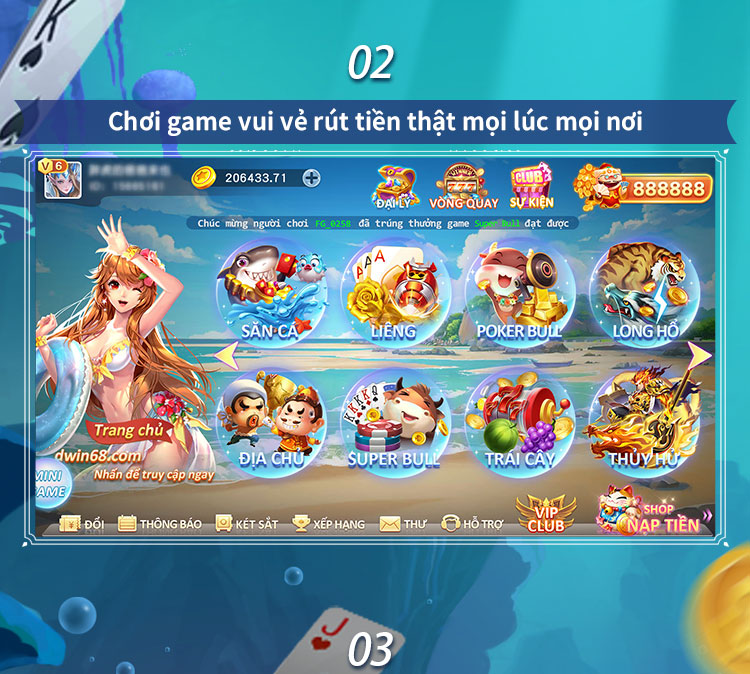 K
02
Chơi game vui vẻ rút tiền thật mọi lúc mọi nơi
V 6
206433.71
ĐẠI LÝ
VÒNG QUAY
CLUB
SỰ KIỆN
888888
Chúc mừng người chơi FG_0258 đã trúng thưởng game Super Bull đạt được
SĂN CÁ
LIÊNG
POKER BULL
LONG HỔ
ĐỊA CHỦ
SUPER BULL
TRÁI CÂY
THỦY HỬ
Trang chủ
dwin68.com
Nhấn để truy cập ngay
MINI
GAME
ĐỔI
THÔNG BÁO
KÉT SẮT
XẾP HẠNG
THƯ
HỖ TRỢ
VIP
CLUB
SHOP
NẠP TIỀN
J
03